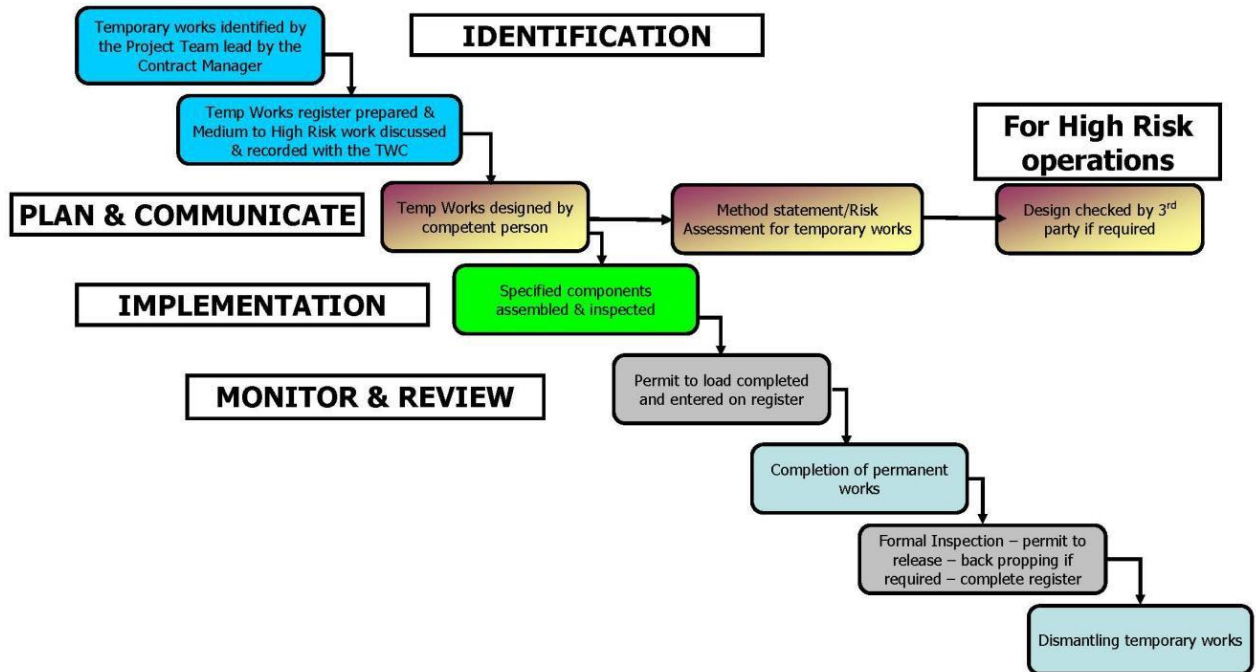 Temporary works identified by
the Project Team lead by the
Contract Manager
IDENTIFICATION
Temp Works register prepared &
Medium to High Risk work discussed
& recorded with the TWC
For High Risk
operations
PLAN & COMMUNICATE
Temp Works designed by
competent person
Method statement/Risk
Assessment for temporary works
Design checked by 3rd
party if required
IMPLEMENTATION
Specified components
assembled & inspected
MONITOR & REVIEW
Permit to load completed
and entered on register
Completion of permanent
works
Formal Inspection – permit to
release – back propping if
required – complete register
Dismantling temporary works